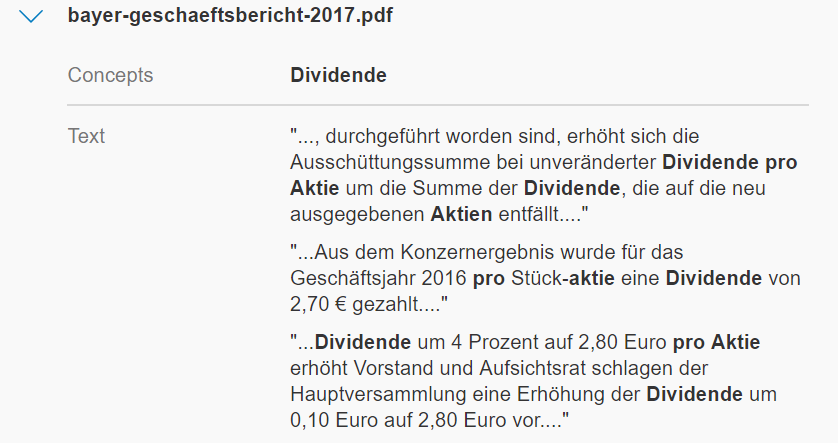 bayer-geschaeftsbericht-2017.pdf
Concepts Dividende
Text "..., durchgeführt worden sind, erhöht sich die
Ausschüttungssumme bei unveränderter Dividende pro
Aktie um die Summe der Dividende, die auf die neu
ausgegebenen Aktien entfällt...."
"...Aus dem Konzernergebnis wurde für das
Geschäftsjahr 2016 pro Stück-aktie eine Dividende von
2,70 € gezahlt...."
"...Dividende um 4 Prozent auf 2,80 Euro pro Aktie
erhöht Vorstand und Aufsichtsrat schlagen der
Hauptversammlung eine Erhöhung der Dividende um
0,10 Euro auf 2,80 Euro vor...."